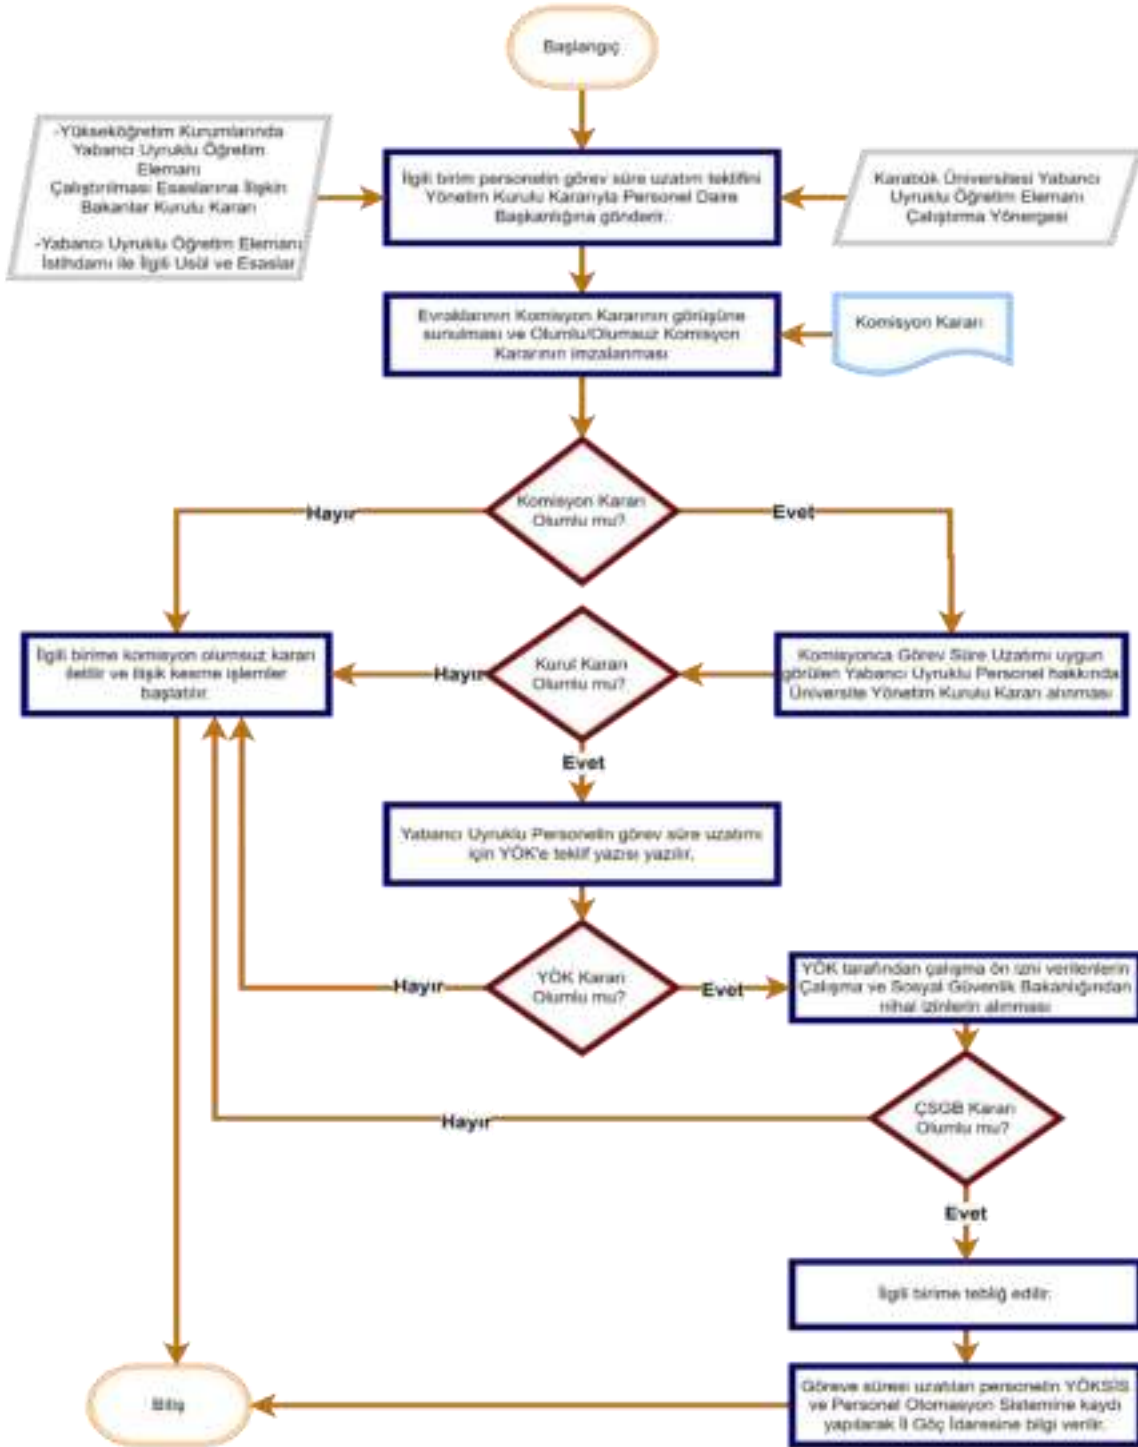 Başlangıç
-Yükseköğretim Kurumlarında
Yabancı Uyruklu Öğretim
Elemanı
Çalıştırılması Esaslarına İlişkin
Bakanlar Kurulu Kararı
-Yabancı Uyruklu Öğretim Elemanı
İstihdamı ile İlgili Usül ve Esaslar
İlgili birim personelin görev süre uzatım teklifini
Yönetim Kurulu Kararıyla Personel Daire
Başkanlığına gönderir.
Karabük Üniversitesi Yabancı
Uyruklu Öğretim Elemanı
Çalıştırma Yönergesi
Evraklarının Komisyon Kararının görüşüne
sunulması ve Olumlu/Olumsuz Komisyon
Kararının imzalanması
Komisyon Kararı
Komisyon Kararı
Olumlu mu?
Hayır
Evet
İlgili birime komisyon olumsuz kararı
iletilir ve ilişik kesme işlemler
başlatılır.
Kurul Kararı
Olumlu mu?
Hayır
Komisyonca Görev Süre Uzatımı uygun
görülen Yabancı Uyruklu Personel hakkında
Üniversite Yönetim Kurulu Kararı alınması
Evet
Yabancı Uyruklu Personelin görev süre uzatımı
için YÖK'e teklif yazısı yazılır.
YÖK Kararı
Olumlu mu?
Hayır
Evet
YÖK tarafından çalışma ön izni verilenlerin
Çalışma ve Sosyal Güvenlik Bakanlığından
nihai izinlerin alınması
ÇSGB Kararı
Olumlu mu?
Hayır
Evet
İlgili birime tebliğ edilir.
Göreve süresi uzatılan personelin YÖKSİS
ve Personel Otomasyon Sistemine kaydı
yapılarak İl Göç İdaresine bilgi verilir.
Bitiş